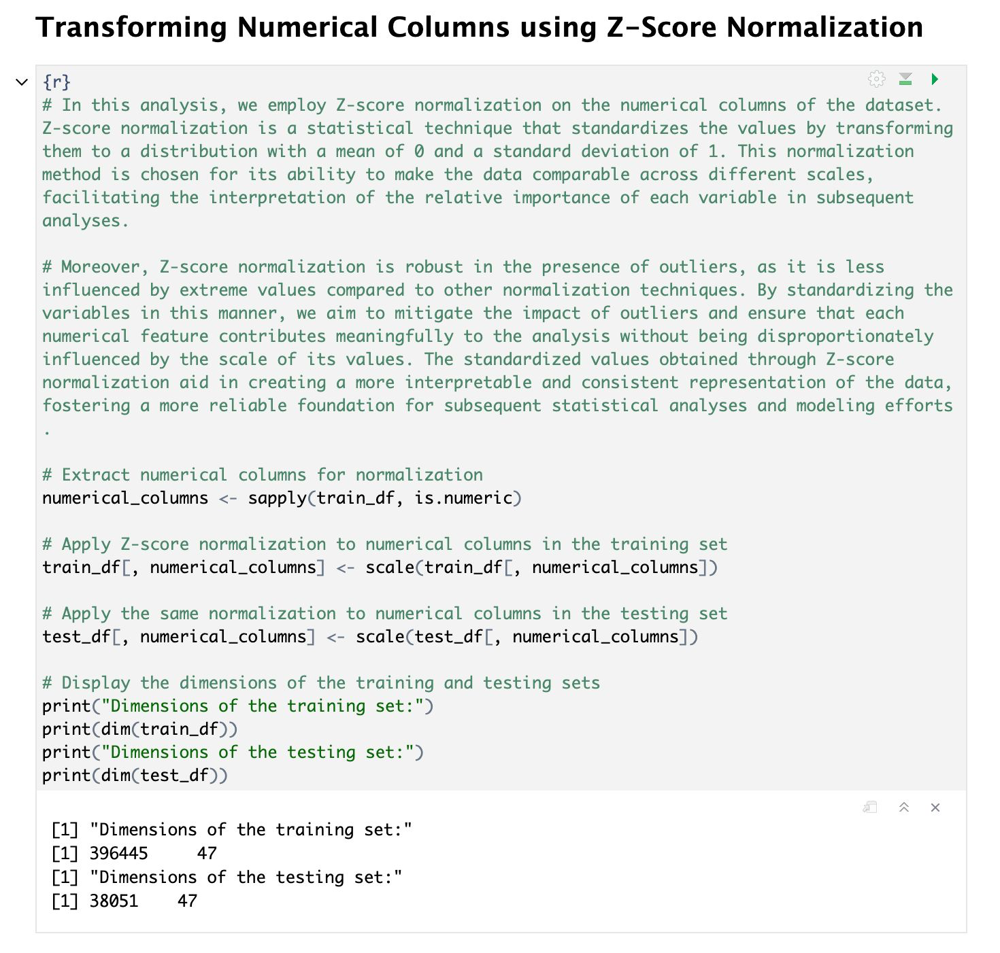 Transforming Numerical Columns using Z-Score Normalization
{r}
# In this analysis, we employ Z-score normalization on the numerical columns of the dataset.
Z-score normalization is a statistical technique that standardizes the values by transforming
them to a distribution with a mean of 0 and a standard deviation of 1. This normalization
method is chosen for its ability to make the data comparable across different scales,
facilitating the interpretation of the relative importance of each variable in subsequent
analyses.
# Moreover, Z-score normalization is robust in the presence of outliers, as it is less
influenced by extreme values compared to other normalization techniques. By standardizing the
variables in this manner, we aim to mitigate the impact of outliers and ensure that each
numerical feature contributes meaningfully to the analysis without being disproportionately
influenced by the scale of its values. The standardized values obtained through Z-score
normalization aid in creating a more interpretable and consistent representation of the data,
fostering a more reliable foundation for subsequent statistical analyses and modeling efforts
.
# Extract numerical columns for normalization
numerical_columns <- sapply(train_df, is.numeric)
# Apply Z-score normalization to numerical columns in the training set
train_df[, numerical_columns] <- scale(train_df[, numerical_columns])
# Apply the same normalization to numerical columns in the testing set
test_df[, numerical_columns] <- scale(test_df[, numerical_columns])
# Display the dimensions of the training and testing sets
print("Dimensions of the training set:")
print(dim(train_df))
print("Dimensions of the testing set:")
print(dim(test_df))
[1] "Dimensions of the training set:"
[1] 396445     47
[1] "Dimensions of the testing set:"
[1] 38051    47